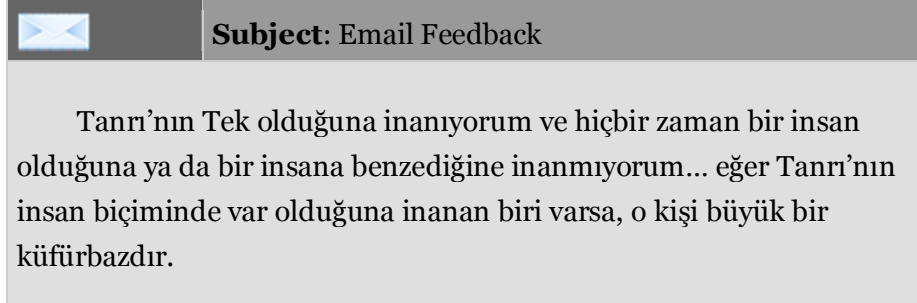 Subject: Email Feedback
Tanrı’nın Tek olduğuna inanıyorum ve hiçbir zaman bir insan
olduğuna ya da bir insana benzediğine inanmıyorum… eğer Tanrı’nın
insan biçiminde var olduğuna inanan biri varsa, o kişi büyük bir
küfürbazdır.